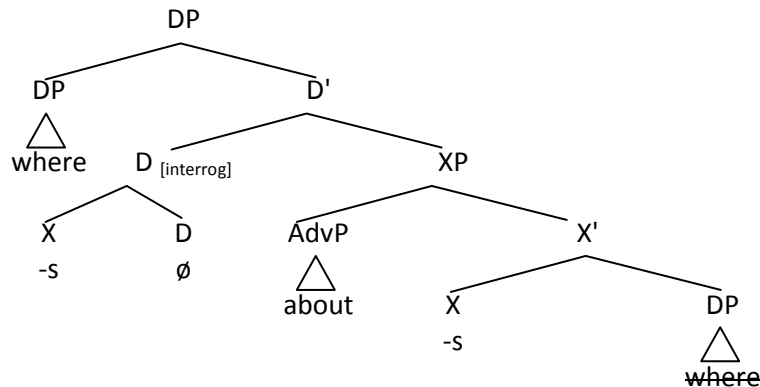 DP
DP D'
where D [interrog] XP
X D AdvP X'
-s ø about X DP
-s where